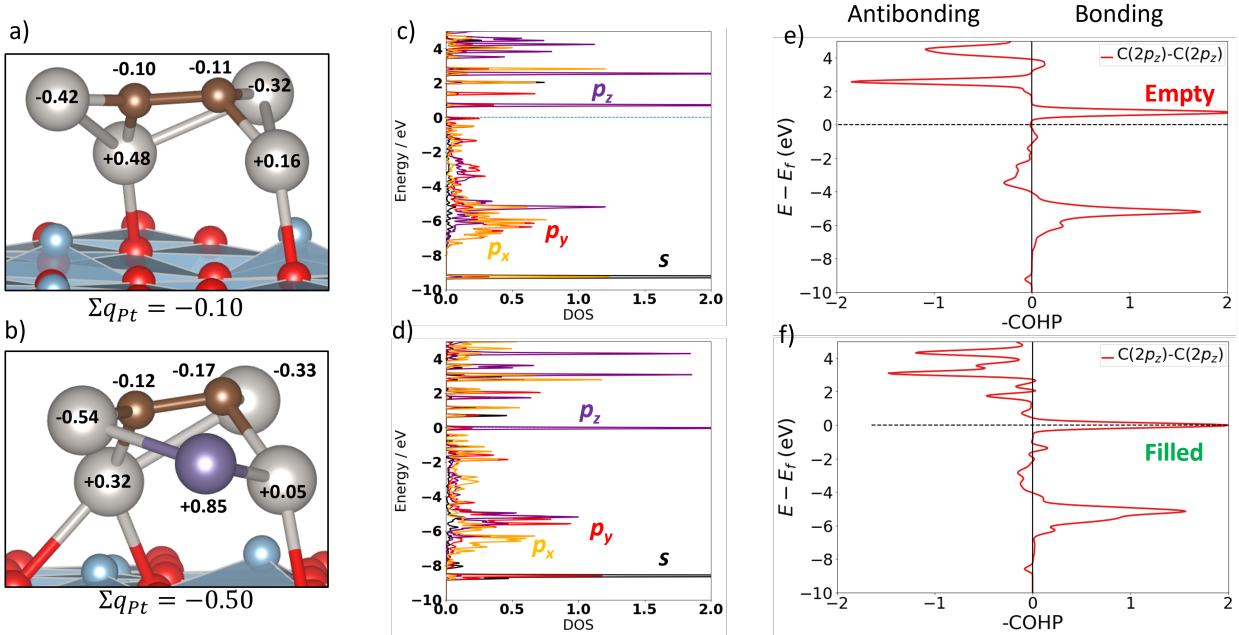 Antibonding Bonding
a)
-0.10 -0.11
-0.42 -0.32
+0.48 +0.16
Σq_Pt = −0.10
b)
-0.12 -0.17 -0.33
-0.54
+0.32 +0.05
+0.85
Σq_Pt = −0.50
c)
Energy / eV
4
2
0
−2
−4
−6
−8
−10
p_z
p_y
p_x
s
0.0 0.5 1.0 1.5 2.0
DOS
d)
Energy / eV
4
2
0
−2
−4
−6
−8
−10
p_z
p_y
p_x
s
0.0 0.5 1.0 1.5 2.0
DOS
e)
E − E_f (eV)
4
2
0
−2
−4
−6
−8
−10
C(2p_z)-C(2p_z)
Empty
−2 −1 0 1 2
-COHP
f)
E − E_f (eV)
4
2
0
−2
−4
−6
−8
−10
C(2p_z)-C(2p_z)
Filled
−2 −1 0 1 2
-COHP